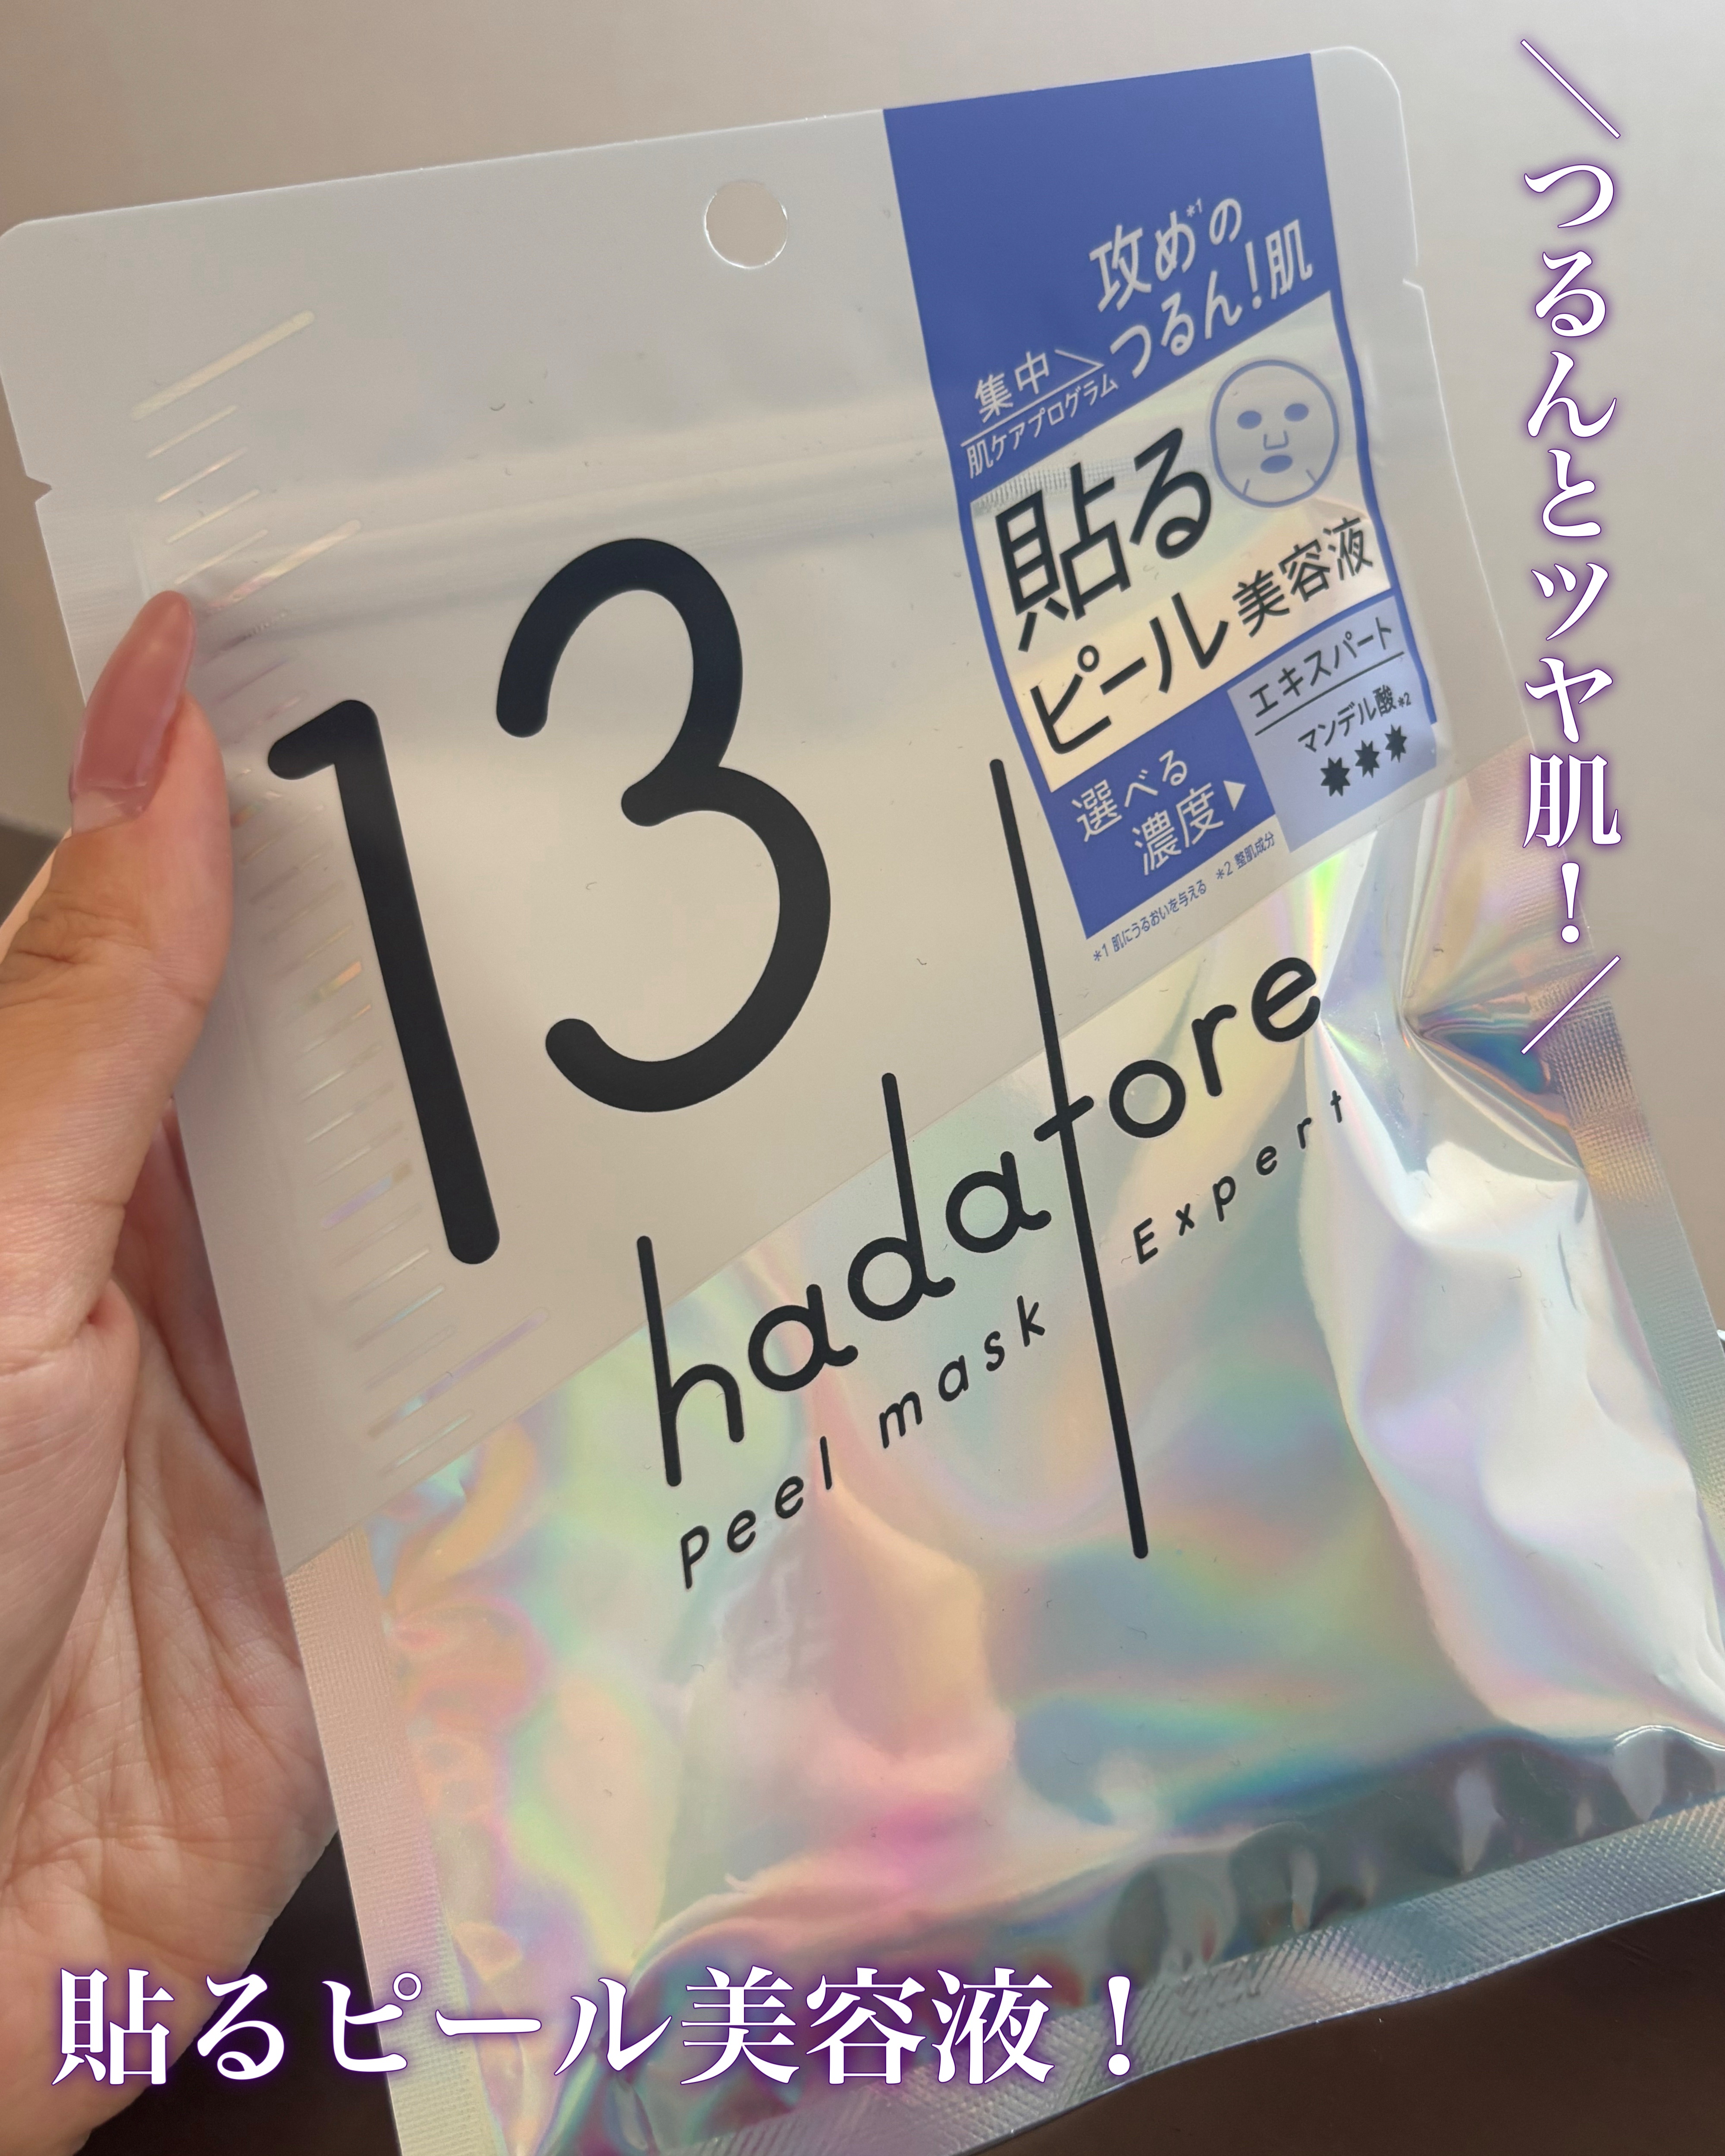 ＼つるんとツヤ肌！／
攻め*1の
つるん！肌
集中
肌ケアプログラム
貼る
ピール美容液
エキスパート
マンデル酸*2
選べる
濃度▶
*1 肌にうるおいを与える *2 整肌成分
13
hadatore
Peel mask Expert
貼るピール美容液！